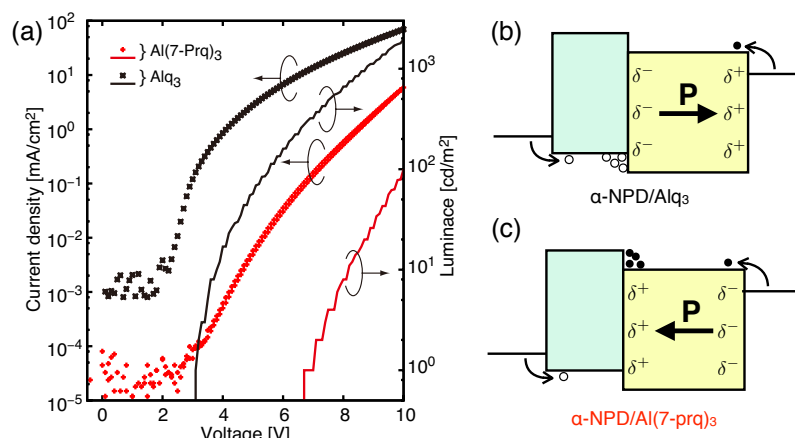 (a)
Current density [mA/cm²]
10²
10¹
10⁰
10⁻¹
10⁻²
10⁻³
10⁻⁴
10⁻⁵
} Al(7-Prq)₃
} Alq₃
0
2
4
6
8
10
Voltage [V]
10³
10²
10¹
10⁰
Luminace [cd/m²]
(b)
δ⁻ δ⁺
δ⁻ P δ⁺
δ⁻ δ⁺
α-NPD/Alq₃
(c)
δ⁺ δ⁻
δ⁺ P δ⁻
δ⁺ δ⁻
α-NPD/Al(7-prq)₃